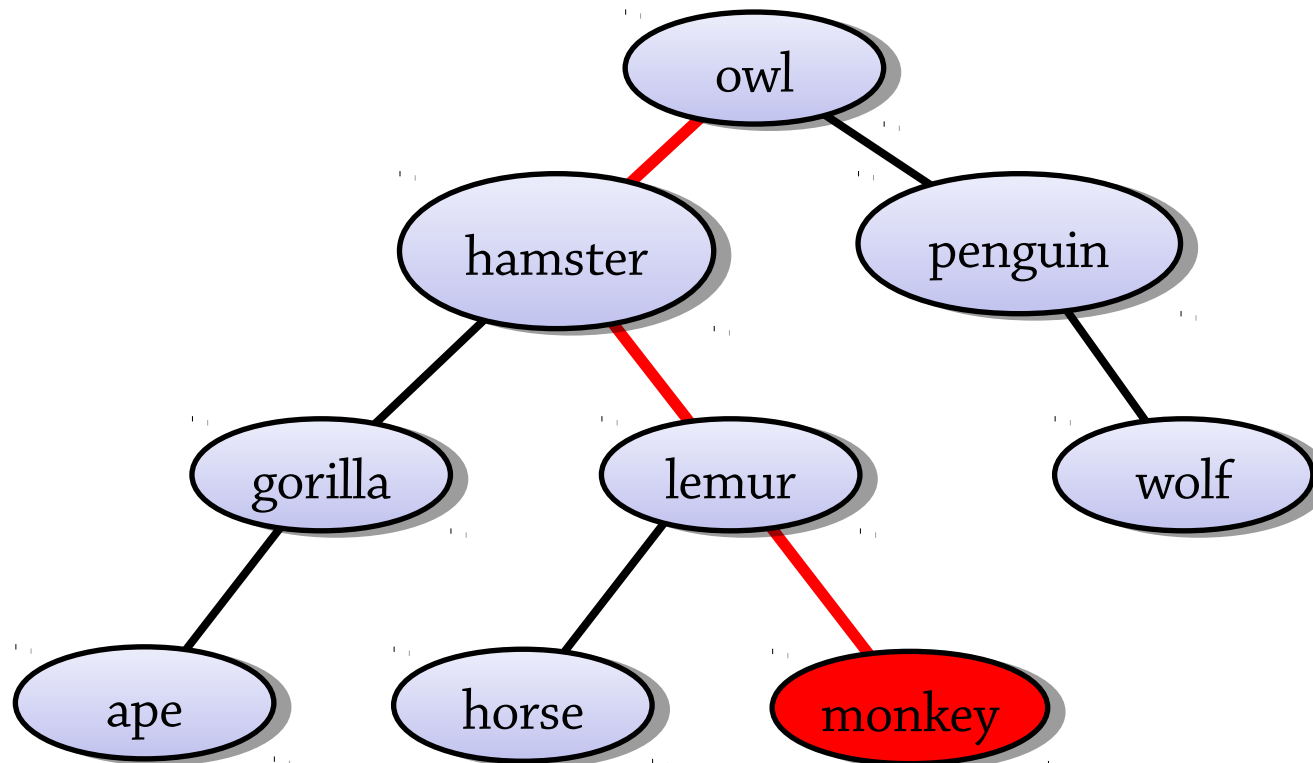 owl
hamster
penguin
gorilla
lemur
wolf
ape
horse
monkey